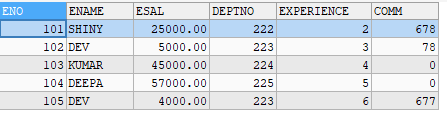 ENO ENAME ESAL DEPTNO EXPERIENCE COMM
101 SHINY 25000.00 222 2 678
102 DEV 5000.00 223 3 78
103 KUMAR 45000.00 224 4 0
104 DEEPA 57000.00 225 5 0
105 DEV 4000.00 223 6 677